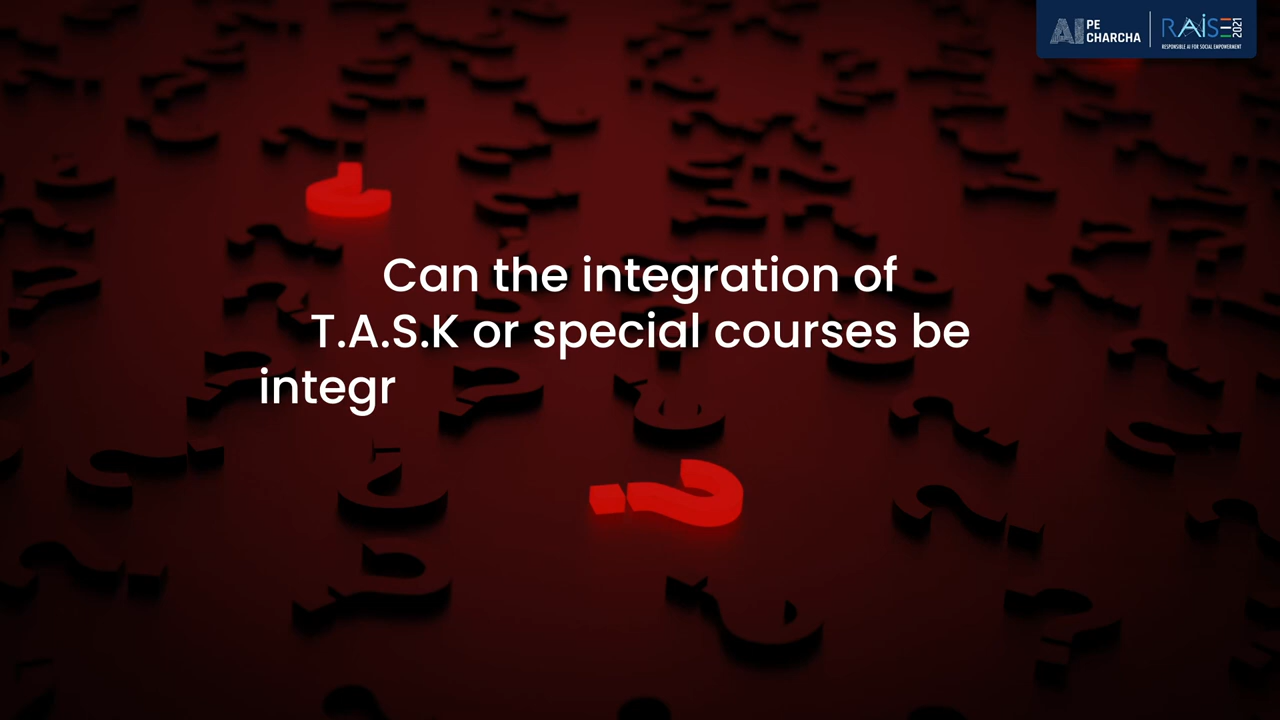 AI PE CHARCHA
RAISE 2021
RESPONSIBLE AI FOR SOCIAL EMPOWERMENT
Can the integration of
T.A.S.K or special courses be
integr